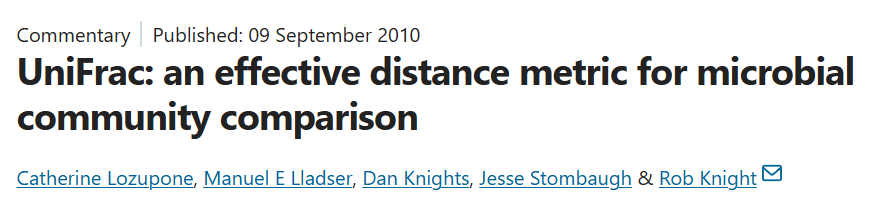 Commentary Published: 09 September 2010
UniFrac: an effective distance metric for microbial
community comparison
Catherine Lozupone, Manuel E Lladser, Dan Knights, Jesse Stombaugh & Rob Knight